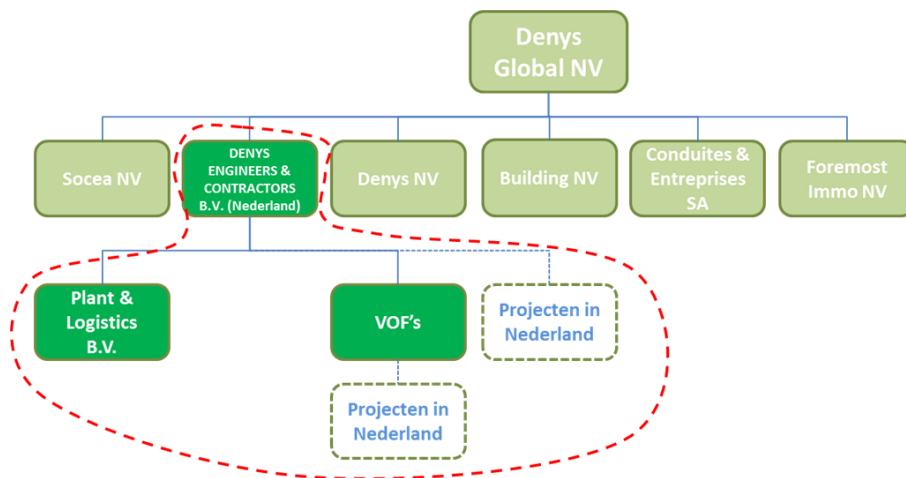 Denys
Global NV
Socea NV
DENYS
ENGINEERS &
CONTRACTORS
B.V. (Nederland)
Denys NV
Building NV
Conduites &
Entreprises
SA
Foremost
Immo NV
Plant &
Logistics
B.V.
VOF's
Projecten in
Nederland
Projecten in
Nederland